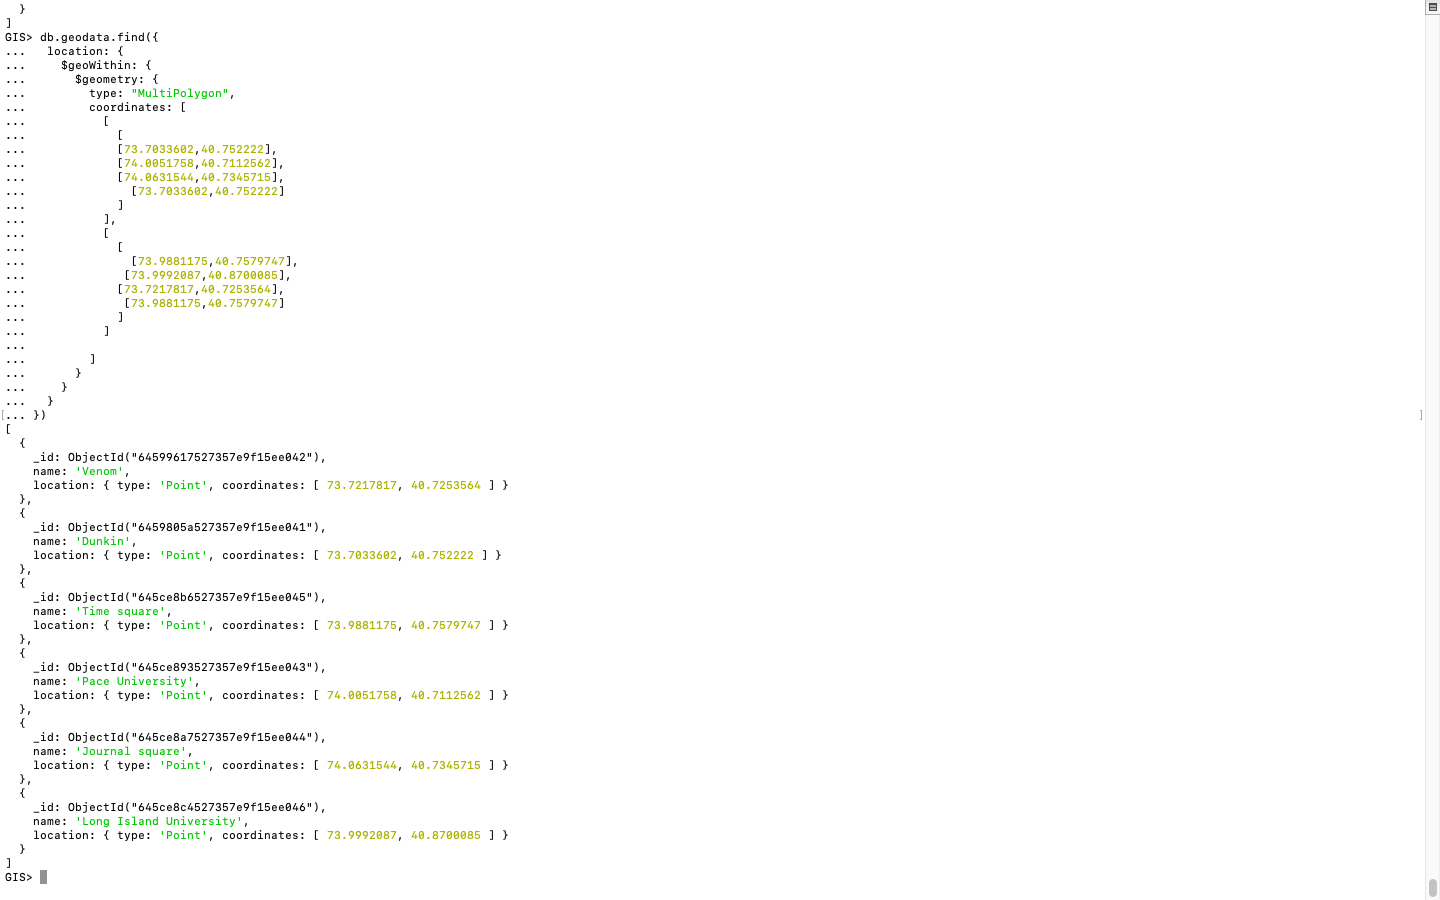 }
]
GIS> db.geodata.find({
...   location: {
...     $geoWithin: {
...       $geometry: {
...         type: "MultiPolygon",
...         coordinates: [
...           [
...             [
...             [73.7033602,40.752222],
...             [74.0051758,40.7112562],
...             [74.0631544,40.7345715],
...               [73.7033602,40.752222]
...             ]
...           ],
...           [
...             [
...               [73.9881175,40.7579747],
...              [73.9992087,40.8700085],
...             [73.7217817,40.7253564],
...              [73.9881175,40.7579747]
...             ]
...           ]
...
...         ]
...       }
...     }
...   }
[... }) ]
[
  {
    _id: ObjectId("64599617527357e9f15ee042"),
    name: 'Venom',
    location: { type: 'Point', coordinates: [ 73.7217817, 40.7253564 ] }
  },
  {
    _id: ObjectId("6459805a527357e9f15ee041"),
    name: 'Dunkin',
    location: { type: 'Point', coordinates: [ 73.7033602, 40.752222 ] }
  },
  {
    _id: ObjectId("645ce8b6527357e9f15ee045"),
    name: 'Time square',
    location: { type: 'Point', coordinates: [ 73.9881175, 40.7579747 ] }
  },
  {
    _id: ObjectId("645ce893527357e9f15ee043"),
    name: 'Pace University',
    location: { type: 'Point', coordinates: [ 74.0051758, 40.7112562 ] }
  },
  {
    _id: ObjectId("645ce8a7527357e9f15ee044"),
    name: 'Journal square',
    location: { type: 'Point', coordinates: [ 74.0631544, 40.7345715 ] }
  },
  {
    _id: ObjectId("645ce8c4527357e9f15ee046"),
    name: 'Long Island University',
    location: { type: 'Point', coordinates: [ 73.9992087, 40.8700085 ] }
  }
]
GIS>